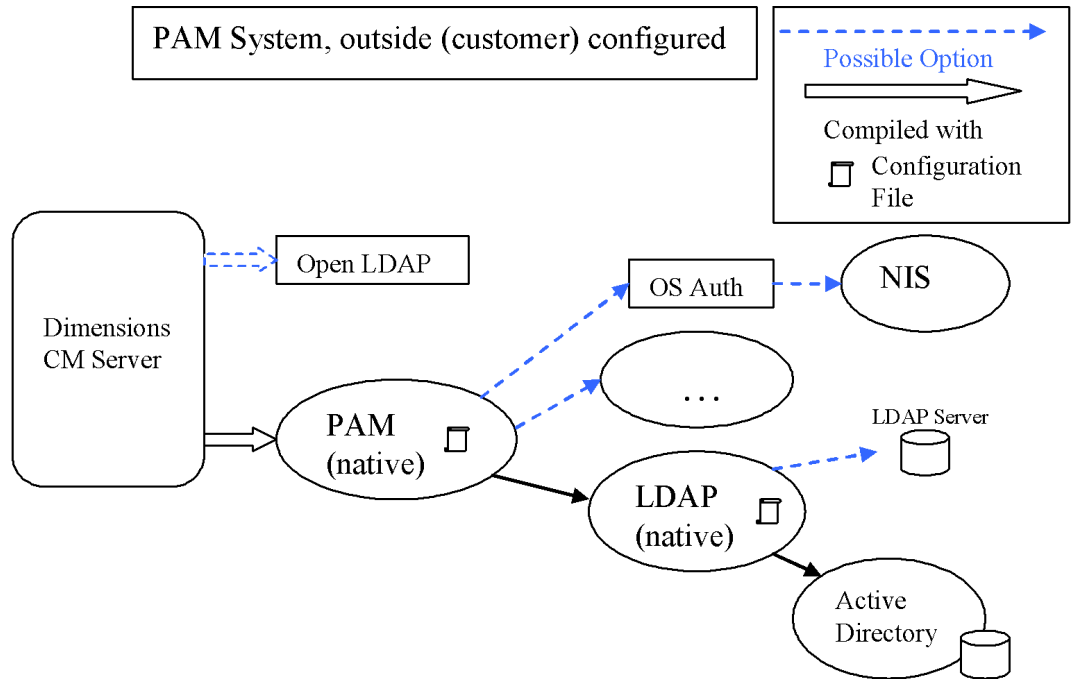 PAM System, outside (customer) configured
Possible Option
Compiled with
Configuration
File
Open LDAP
OS Auth
NIS
Dimensions
CM Server
. . .
PAM
(native)
LDAP Server
LDAP
(native)
Active
Directory